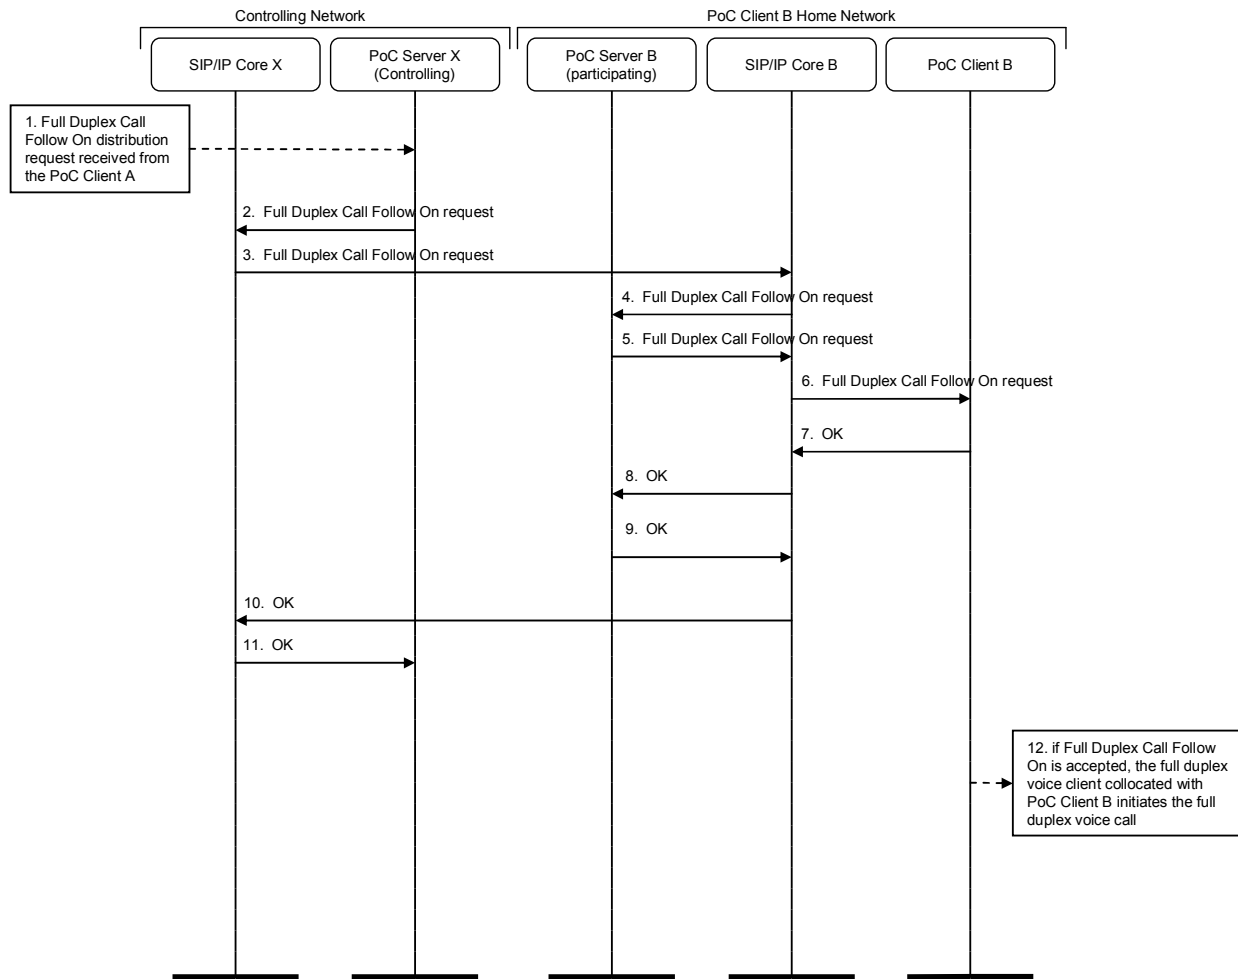 Controlling Network
PoC Client B Home Network
SIP/IP Core X
PoC Server X
(Controlling)
PoC Server B
(participating)
SIP/IP Core B
PoC Client B
1. Full Duplex Call
Follow On distribution
request received from
the PoC Client A
2. Full Duplex Call Follow On request
3. Full Duplex Call Follow On request
4. Full Duplex Call Follow On request
5. Full Duplex Call Follow On request
6. Full Duplex Call Follow On request
7. OK
8. OK
9. OK
10. OK
11. OK
12. if Full Duplex Call Follow
On is accepted, the full duplex
voice client collocated with
PoC Client B initiates the full
duplex voice call